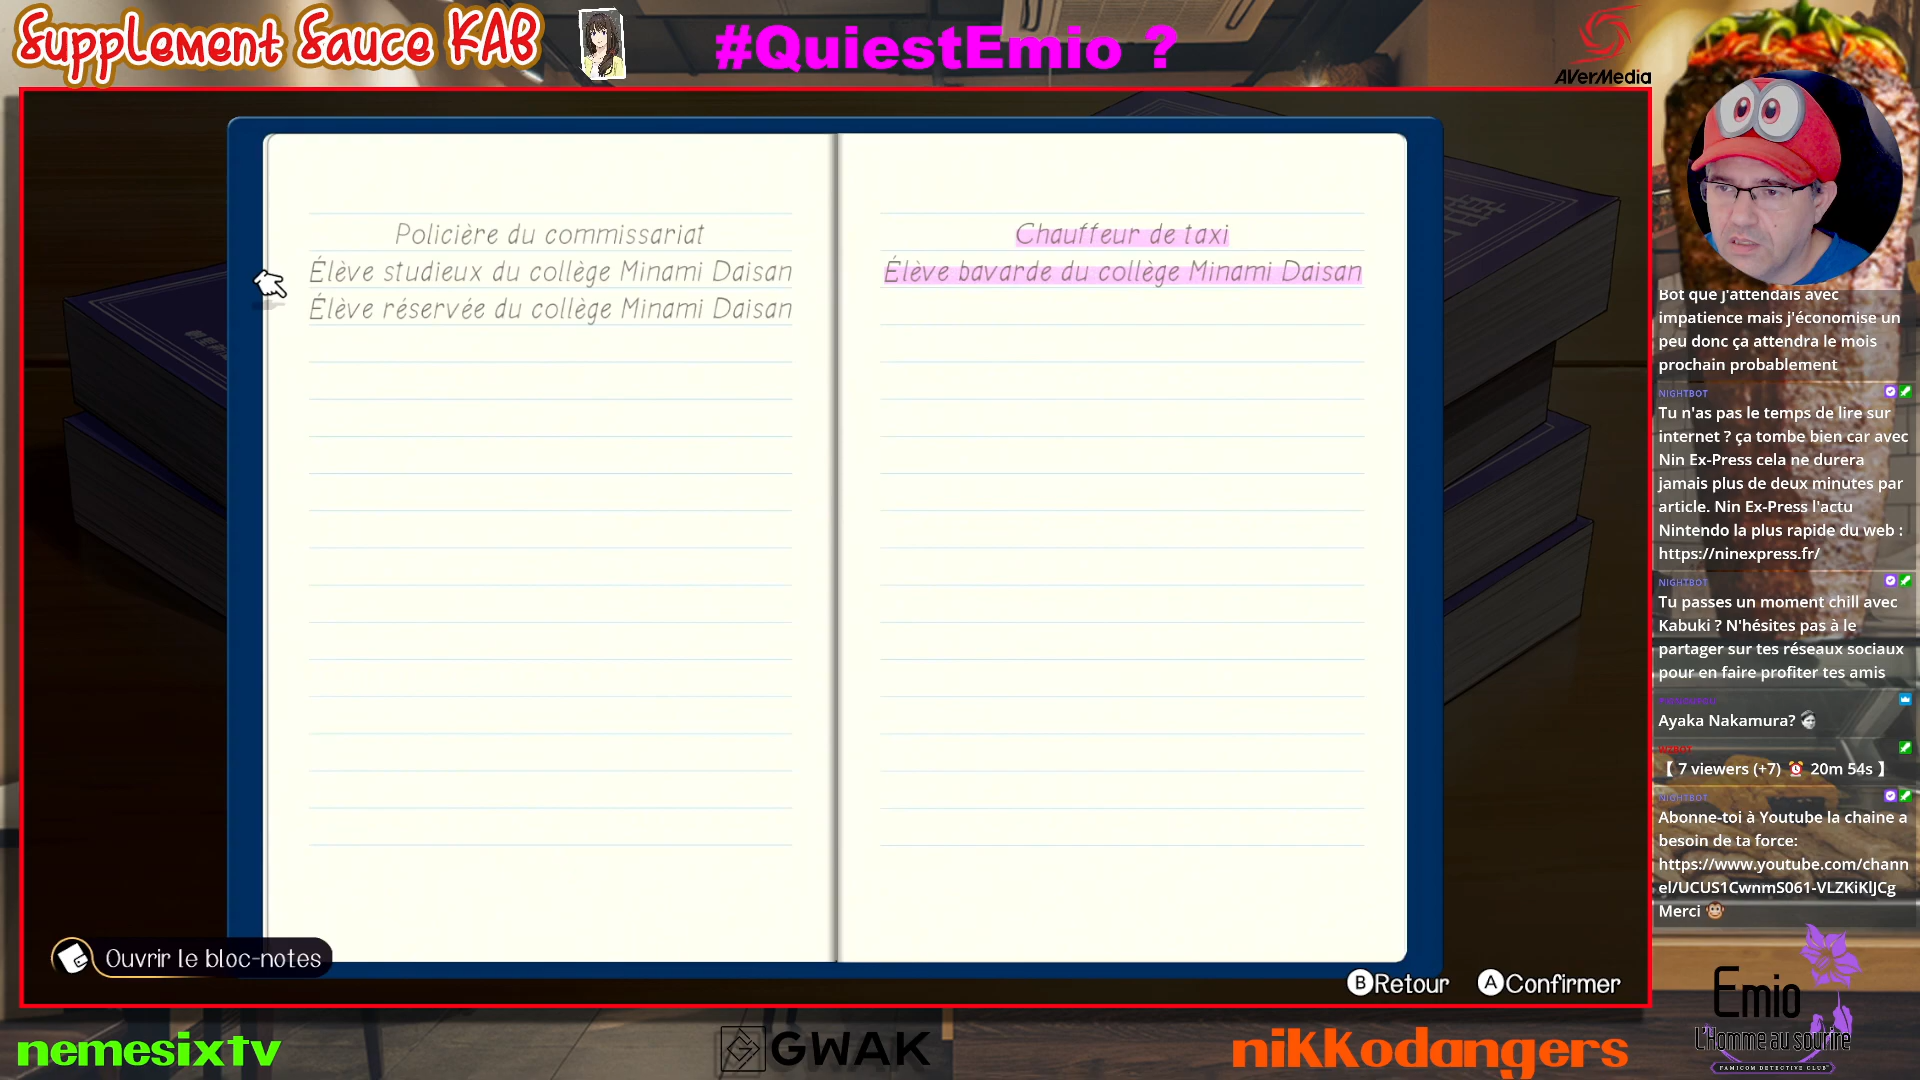 Supplement Sauce KAB
#QuiestEmio ?
AVerMedia
Policière du commissariat
Élève studieux du collège Minami Daisan
Élève réservée du collège Minami Daisan
Chauffeur de taxi
Élève bavarde du collège Minami Daisan
Ouvrir le bloc-notes
B Retour
A Confirmer
Bot que j'attendais avec
impatience mais j'économise un
peu donc ça attendra le mois
prochain probablement
NIGHTBOT
Tu n'as pas le temps de lire sur
internet ? ça tombe bien car avec
Nin Ex-Press cela ne durera
jamais plus de deux minutes par
article. Nin Ex-Press l'actu
Nintendo la plus rapide du web :
https://ninexpress.fr/
NIGHTBOT
Tu passes un moment chill avec
Kabuki ? N'hésites pas à le
partager sur tes réseaux sociaux
pour en faire profiter tes amis
Ayaka Nakamura?
WZBOT
【 7 viewers (+7) ⏰ 20m 54s 】
NIGHTBOT
Abonne-toi à Youtube la chaine a
besoin de ta force:
https://www.youtube.com/chann
el/UCUS1CwnmS061-VLZKiKlJCg
Merci 🐵
nemesixtv
GWAK
nikkodangers
Emio
L'Homme au sourire
FAMICOM DETECTIVE CLUB